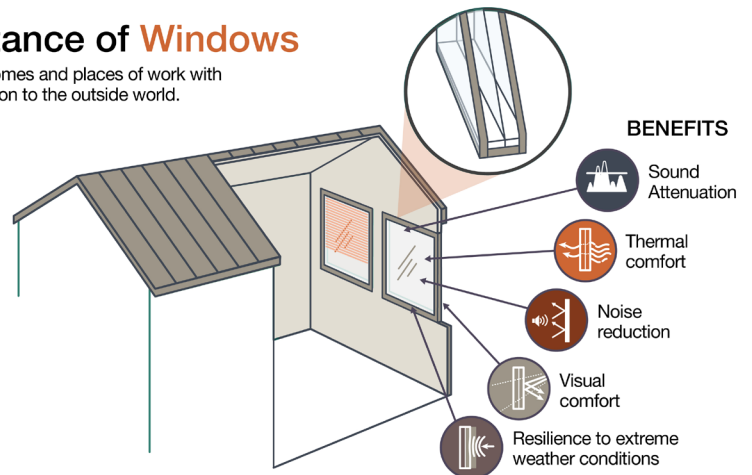 tance of Windows
omes and places of work with
on to the outside world.
BENEFITS
Sound
Attenuation
Thermal
comfort
Noise
reduction
Visual
comfort
Resilience to extreme
weather conditions